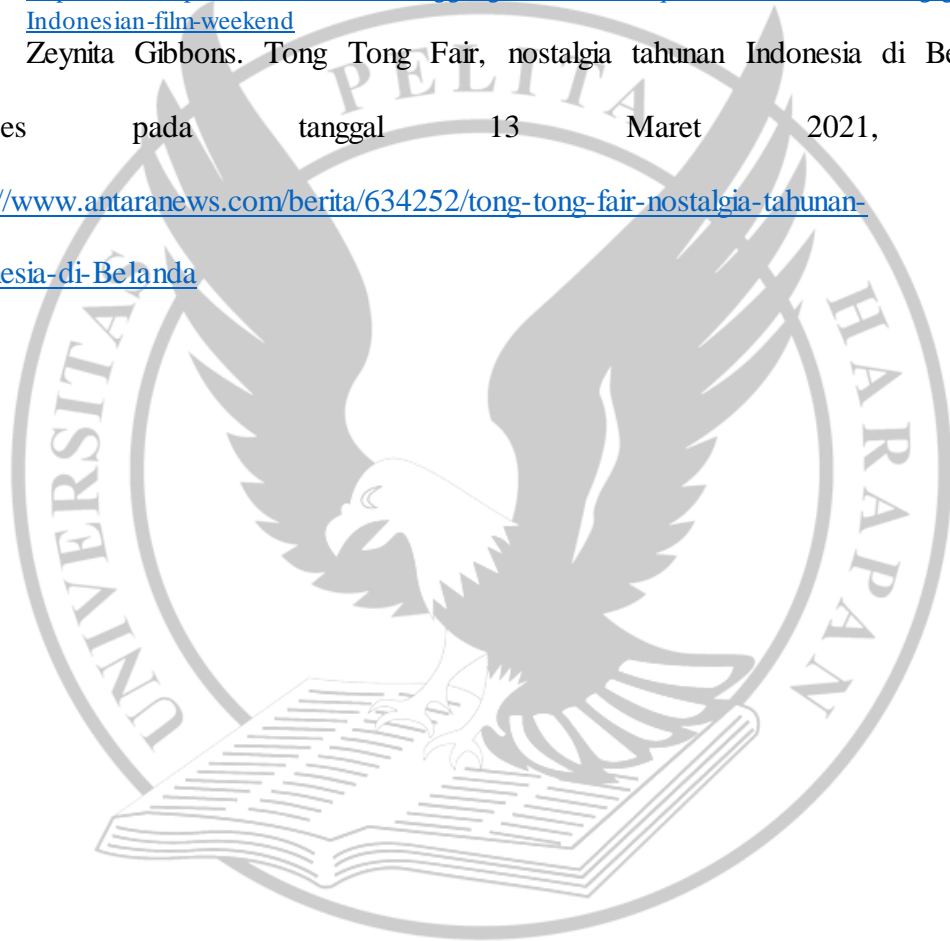 Indonesian-film-weekend
Zeynita Gibbons. Tong Tong Fair, nostalgia tahunan Indonesia di Be
es pada tanggal 13 Maret 2021,
//www.antaranews.com/berita/634252/tong-tong-fair-nostalgia-tahunan-
esia-di-Belanda
UNIVERSITAS PELITA HARAPAN